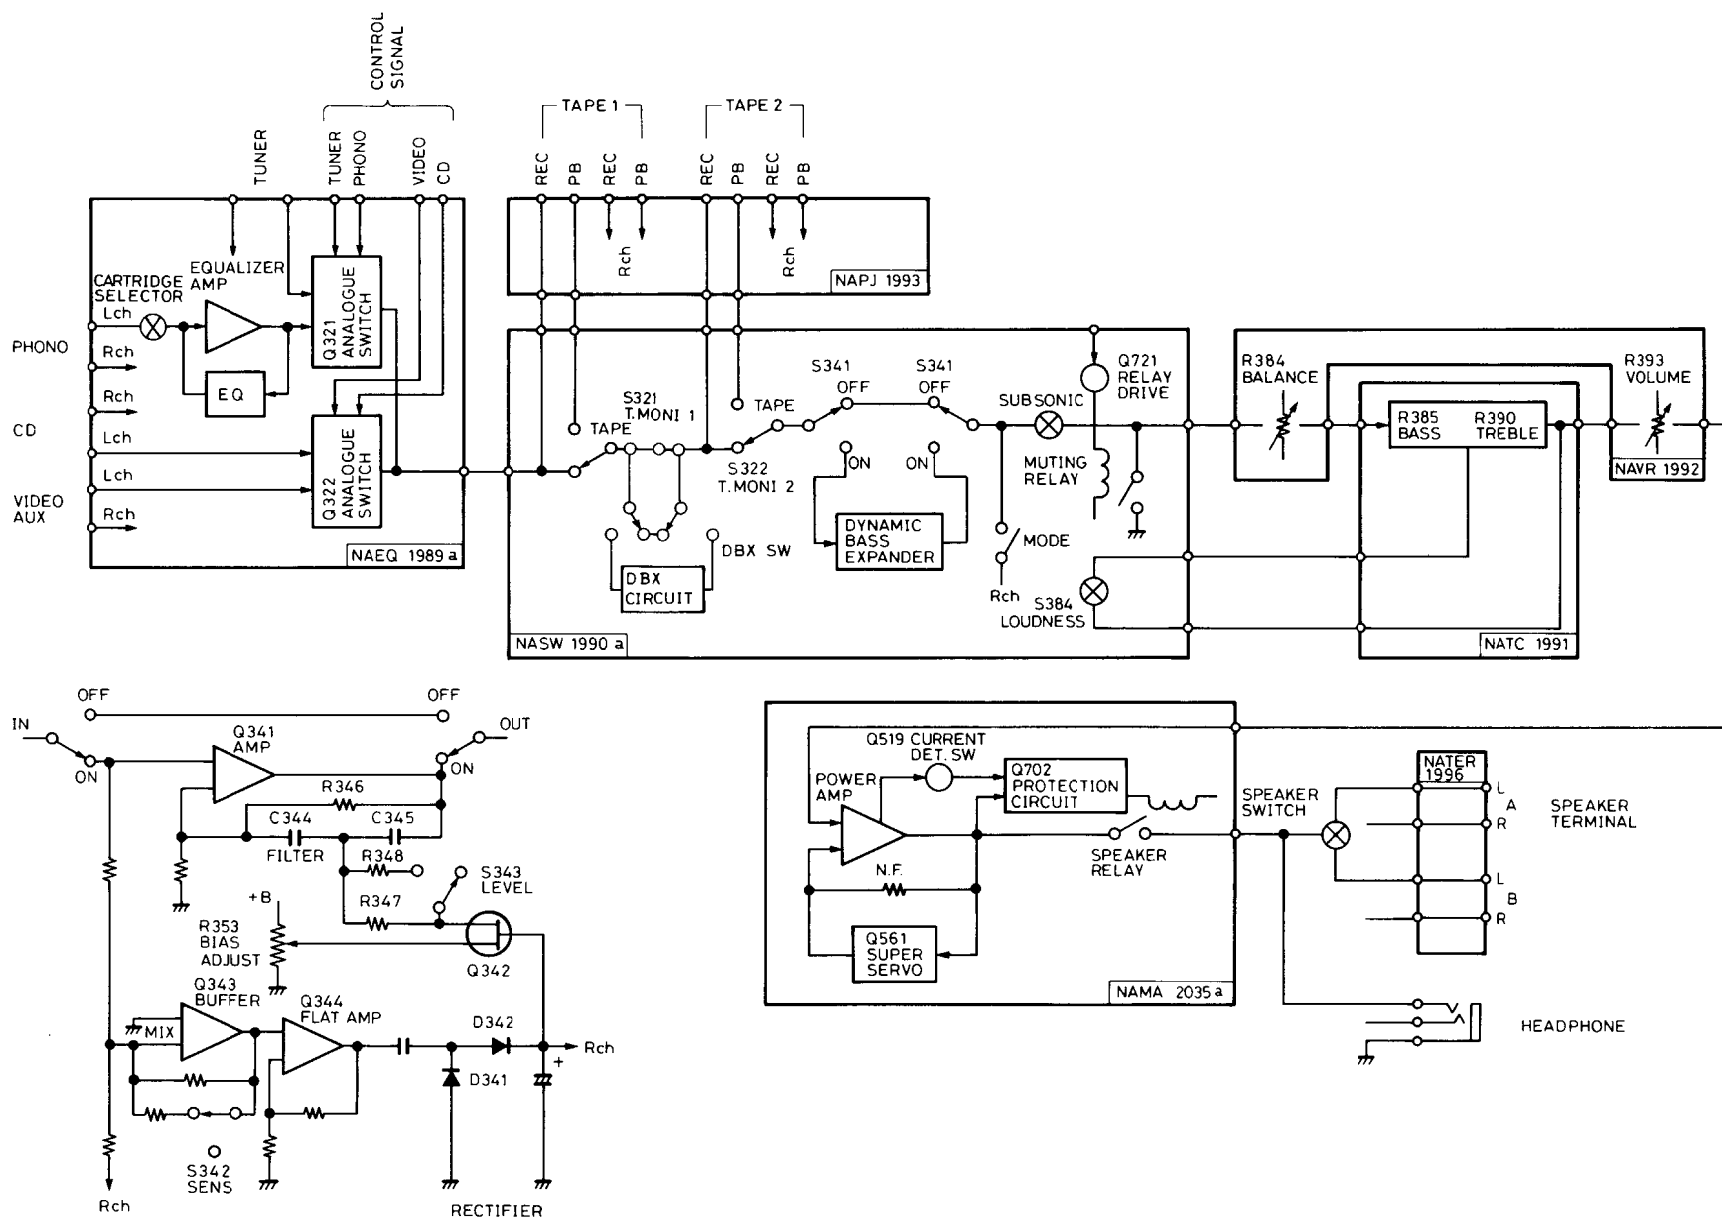 CONTROL
SIGNAL
TUNER
TUNER
PHONO
VIDEO
CD
TAPE 1
TAPE 2
REC
PB
REC
PB
REC
PB
REC
PB
Rch
Rch
NAPJ 1993
EQUALIZER
AMP
CARTRIDGE
SELECTOR
Lch
PHONO
Rch
Rch
CD
Lch
Lch
VIDEO
AUX
Rch
EQ
Q321
ANALOGUE
SWITCH
Q322
ANALOGUE
SWITCH
NAEQ 1989 a
S321
T.MONI 1
TAPE
TAPE
S322
T.MONI 2
S341
OFF
S341
OFF
ON
ON
DBX SW
DBX
CIRCUIT
DYNAMIC
BASS
EXPANDER
SUBSONIC
Q721
RELAY
DRIVE
MUTING
RELAY
MODE
Rch
S384
LOUDNESS
NASW 1990 a
R384
BALANCE
R385
BASS
R390
TREBLE
R393
VOLUME
NAVR 1992
NATC 1991
OFF
OFF
IN
OUT
ON
ON
Q341
AMP
R346
C344
C345
FILTER
R348
R347
S343
LEVEL
+B
R353
BIAS
ADJUST
Q342
Q343
BUFFER
MIX
Q344
FLAT AMP
D342
D341
+
Rch
S342
SENS
Rch
RECTIFIER
Q519 CURRENT
DET. SW
POWER
AMP
Q702
PROTECTION
CIRCUIT
N.F.
SPEAKER
RELAY
Q561
SUPER
SERVO
NAMA 2035 a
SPEAKER
SWITCH
NATER
1996
L
A
R
L
B
R
SPEAKER
TERMINAL
HEADPHONE